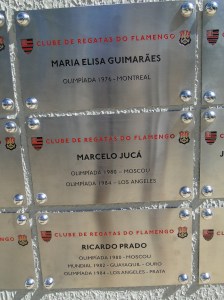 CLUBE DE REGATAS DO FLAMENGO
MARIA ELISA GUIMARÃES
OLIMPÍADA 1976 - MONTREAL
CLUBE DE REGATAS DO FLAMENGO
MARCELO JUCÁ
OLIMPÍADA 1980 - MOSCOU
OLIMPÍADA 1984 - LOS ANGELES
CLUBE DE REGATAS DO FLAMENGO
RICARDO PRADO
OLIMPÍADA 1980 - MOSCOU
MUNDIAL 1982 - GUAYAQUIL - OURO
OLIMPÍADA 1984 - LOS ANGELES - PRATA